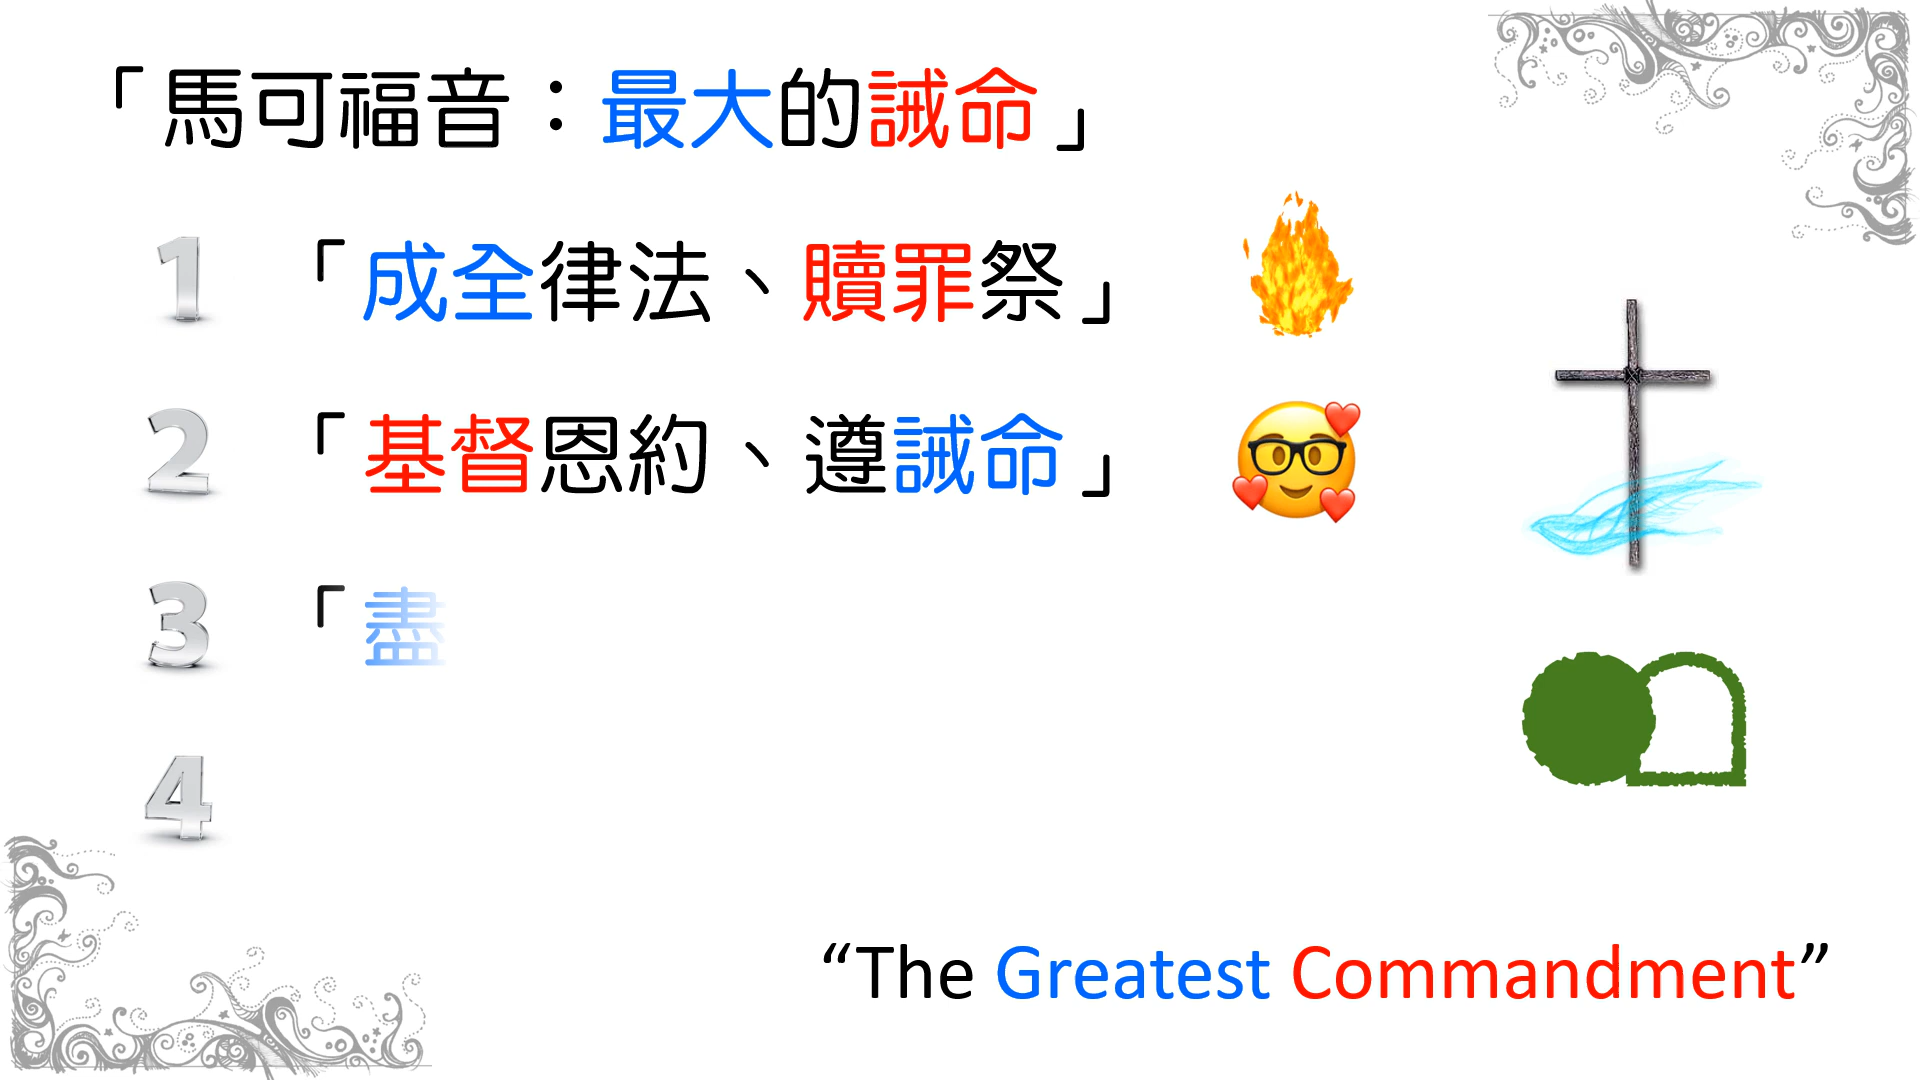 「馬可福音：最大的誡命」
1 「成全律法、贖罪祭」
2 「基督恩約、遵誡命」
3 「盡
4
“The Greatest Commandment”